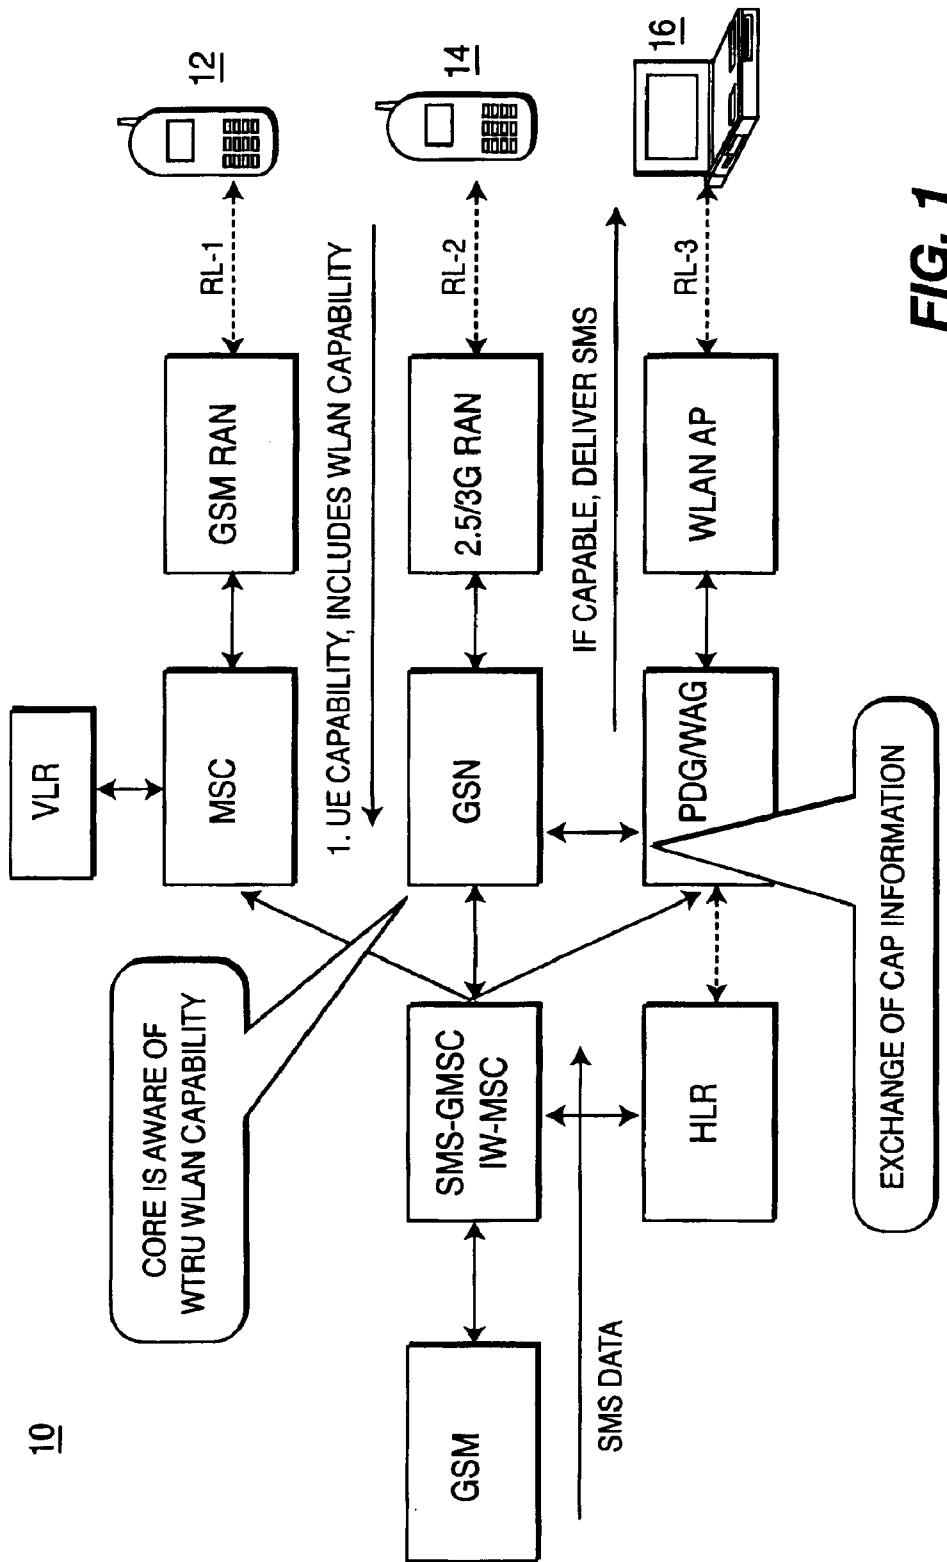 10
VLR
12
MSC
GSM RAN
RL-1
CORE IS AWARE OF
WTRU WLAN CAPABILITY
1. UE CAPABILITY, INCLUDES WLAN CAPABILITY
14
GSM
SMS-GMSC
IW-MSC
GSN
2.5/3G RAN
RL-2
SMS DATA
IF CAPABLE, DELIVER SMS
16
HLR
PDG/WAG
WLAN AP
RL-3
EXCHANGE OF CAP INFORMATION
FIG. 1